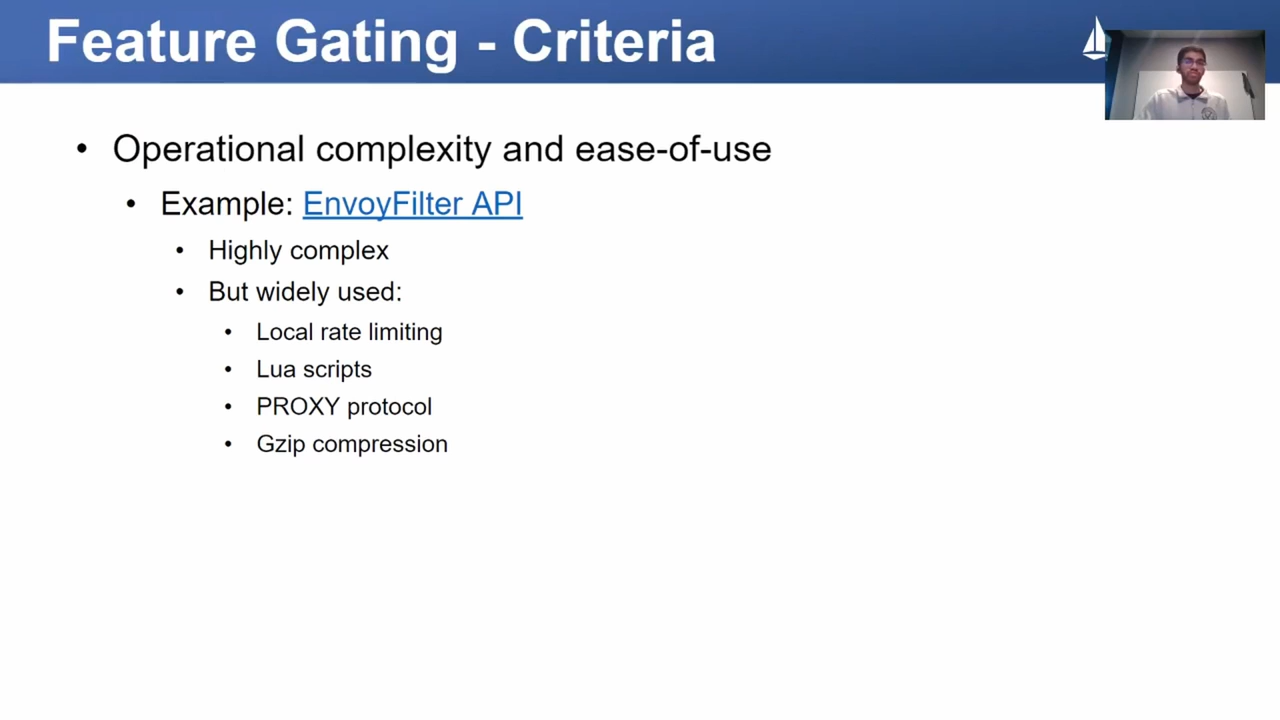 Feature Gating - Criteria
• Operational complexity and ease-of-use
• Example: EnvoyFilter API
• Highly complex
• But widely used:
• Local rate limiting
• Lua scripts
• PROXY protocol
• Gzip compression